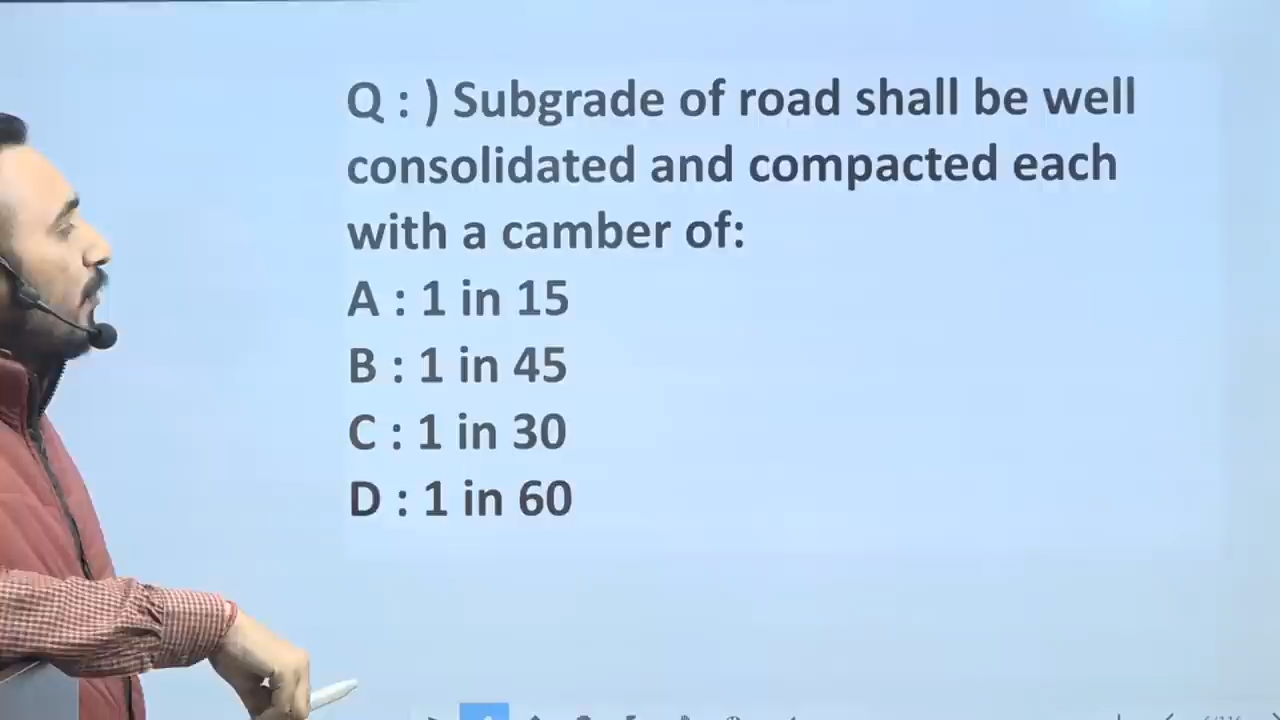 Q : ) Subgrade of road shall be well
consolidated and compacted each
with a camber of:
A : 1 in 15
B : 1 in 45
C : 1 in 30
D : 1 in 60